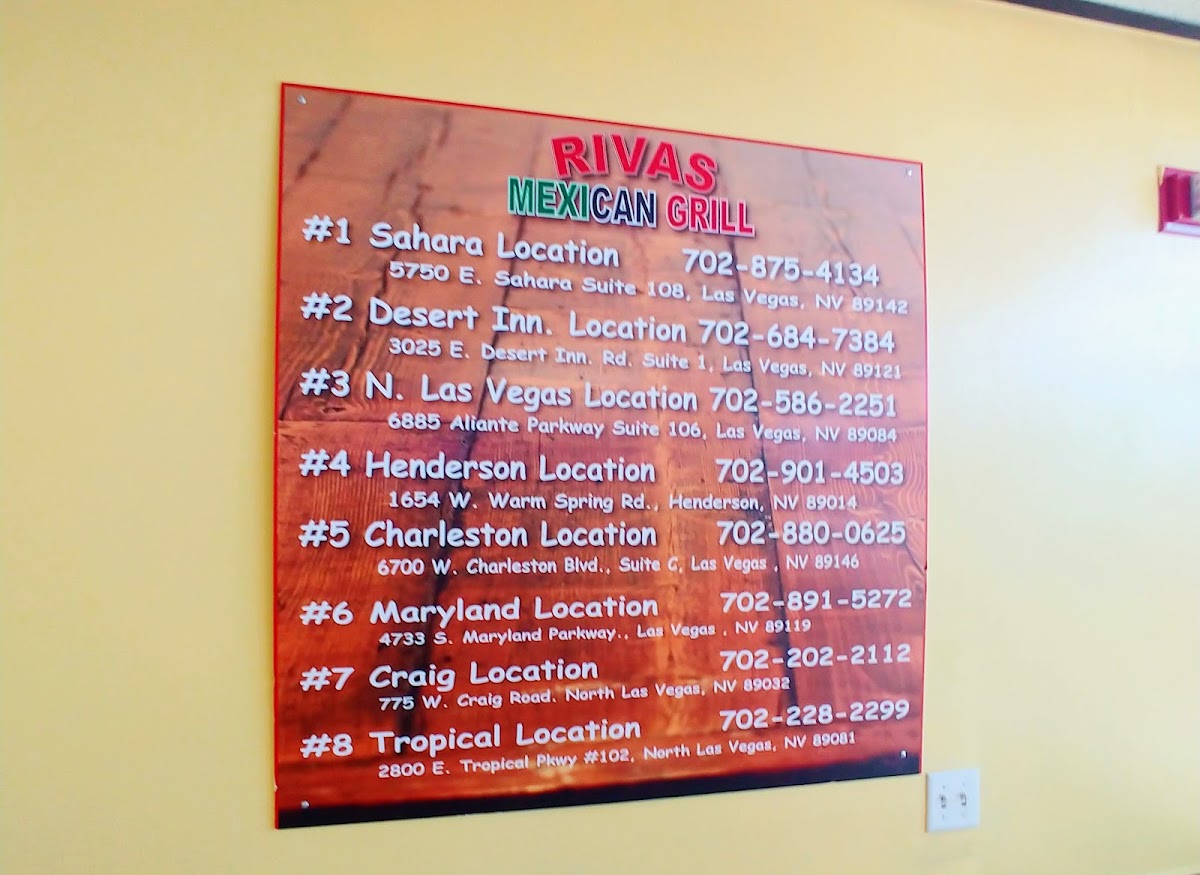 RIVAS
MEXICAN GRILL
#1 Sahara Location 702-875-4134
5750 E. Sahara Suite 108, Las Vegas, NV 89142
#2 Desert Inn. Location 702-684-7384
3025 E. Desert Inn. Rd. Suite 1, Las Vegas, NV 89121
#3 N. Las Vegas Location 702-586-2251
6885 Aliante Parkway Suite 106, Las Vegas, NV 89084
#4 Henderson Location 702-901-4503
1654 W. Warm Spring Rd., Henderson, NV 89014
#5 Charleston Location 702-880-0625
6700 W. Charleston Blvd., Suite C, Las Vegas , NV 89146
#6 Maryland Location 702-891-5272
4733 S. Maryland Parkway., Las Vegas , NV 89119
#7 Craig Location 702-202-2112
775 W. Craig Road. North Las Vegas, NV 89032
#8 Tropical Location 702-228-2299
2800 E. Tropical Pkwy #102, North Las Vegas, NV 89081